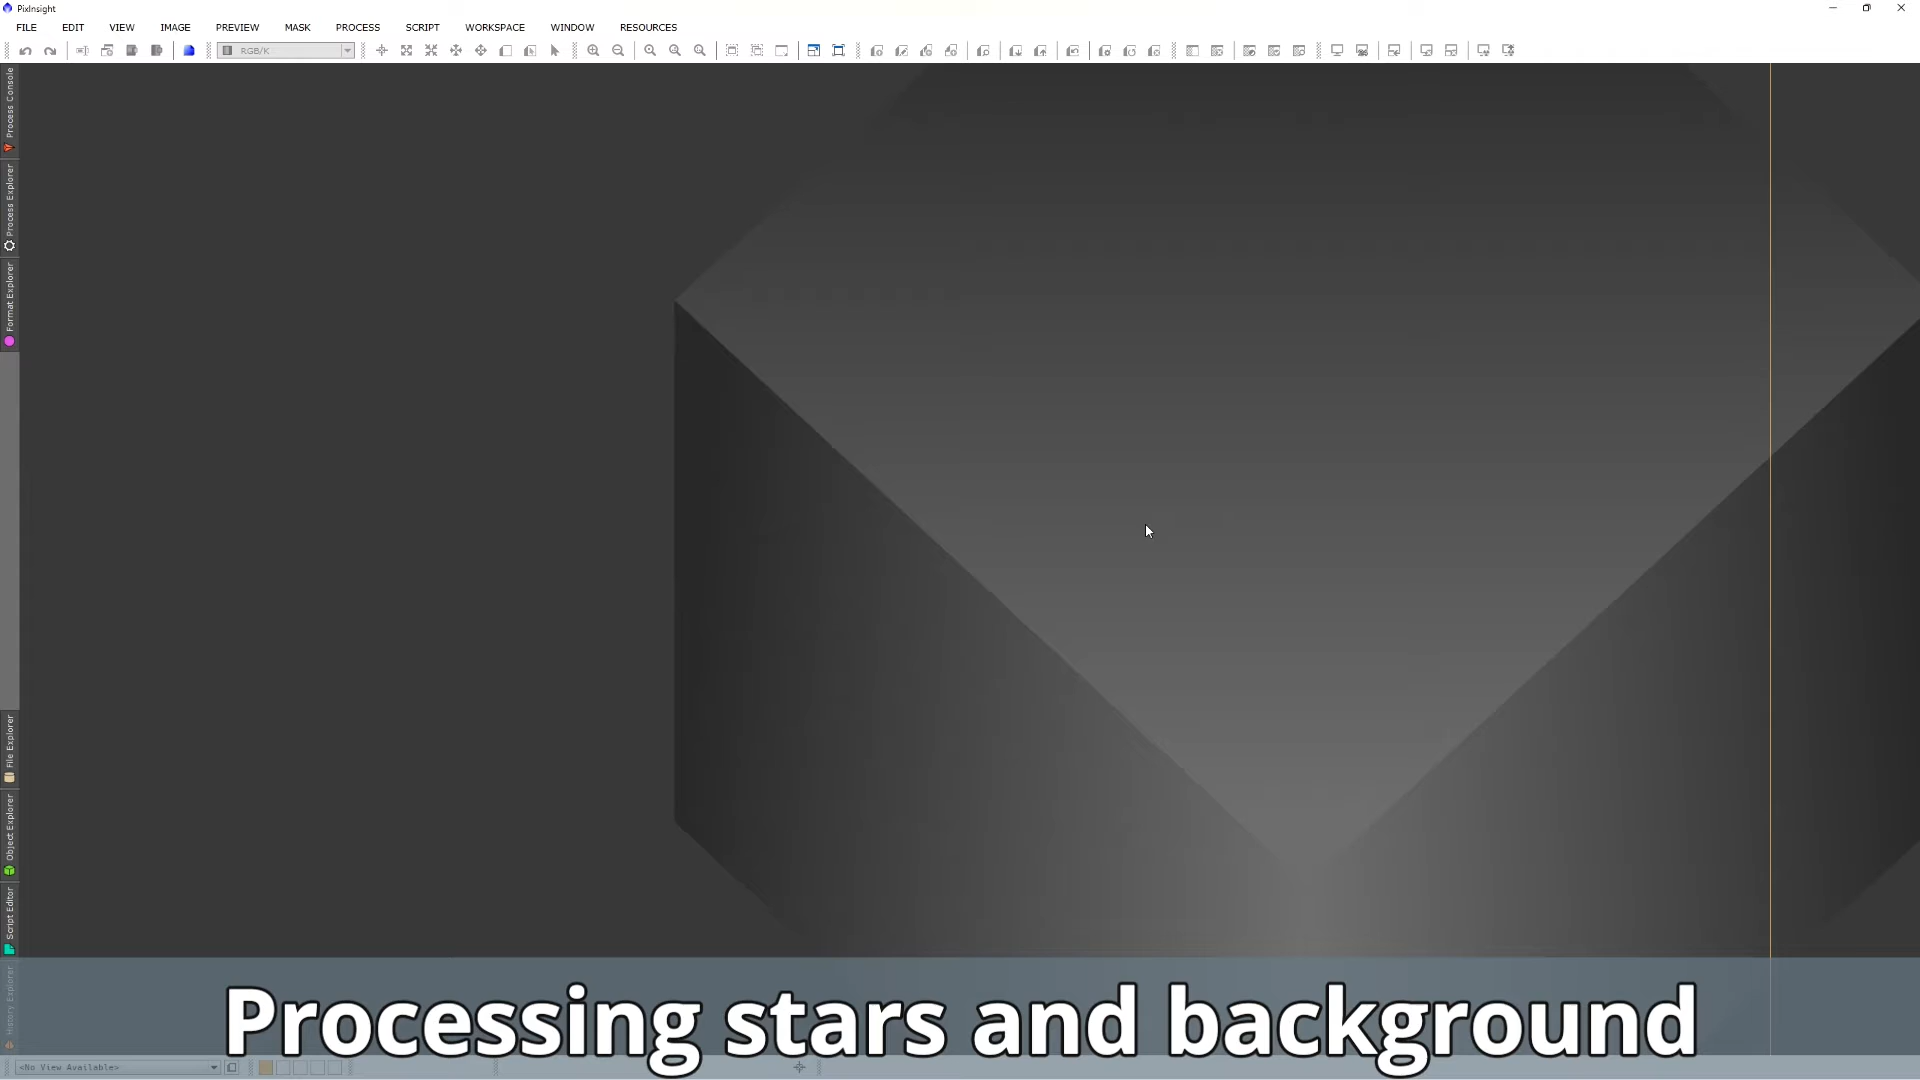 PixInsight
FILE EDIT VIEW IMAGE PREVIEW MASK PROCESS SCRIPT WORKSPACE WINDOW RESOURCES
RGB/K
Process Console
Process Explorer
Format Explorer
File Explorer
Object Explorer
Script Editor
History Explorer
Processing stars and background
<No View Available>